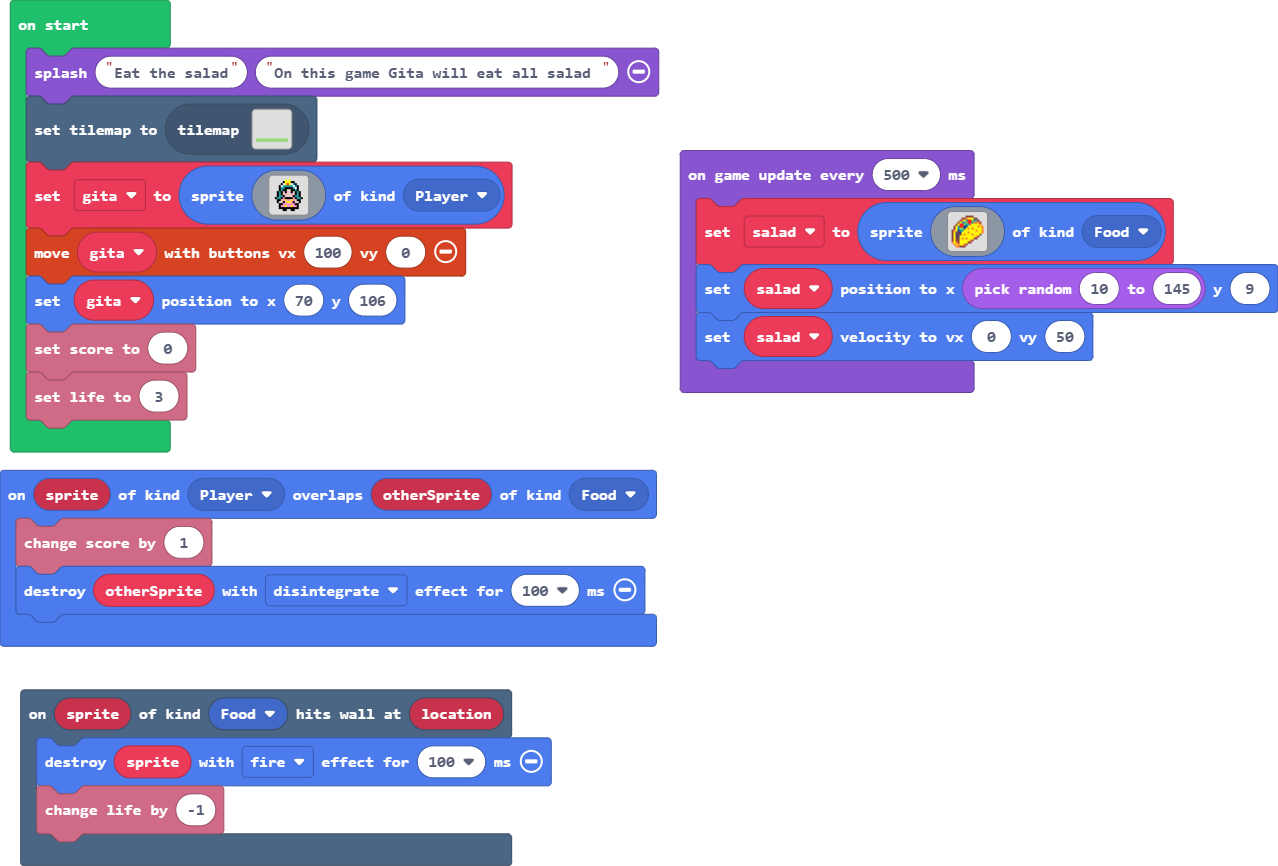 on start
splash "Eat the salad" "On this game Gita will eat all salad "
set tilemap to tilemap
set gita to sprite of kind Player
move gita with buttons vx 100 vy 0
set gita position to x 70 y 106
set score to 0
set life to 3
on game update every 500 ms
set salad to sprite of kind Food
set salad position to x pick random 10 to 145 y 9
set salad velocity to vx 0 vy 50
on sprite of kind Player overlaps otherSprite of kind Food
change score by 1
destroy otherSprite with disintegrate effect for 100 ms
on sprite of kind Food hits wall at location
destroy sprite with fire effect for 100 ms
change life by -1